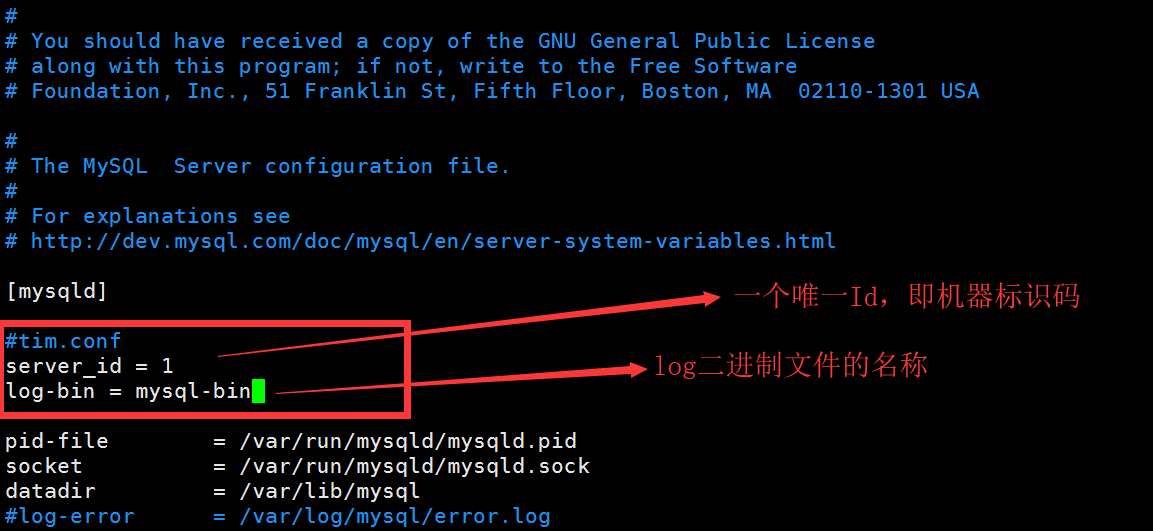 #
# You should have received a copy of the GNU General Public License
# along with this program; if not, write to the Free Software
# Foundation, Inc., 51 Franklin St, Fifth Floor, Boston, MA  02110-1301 USA
#
# The MySQL  Server configuration file.
#
# For explanations see
# http://dev.mysql.com/doc/mysql/en/server-system-variables.html
[mysqld]
一个唯一Id，即机器标识码
#tim.conf
server_id = 1
log二进制文件的名称
log-bin = mysql-bin
pid-file        = /var/run/mysqld/mysqld.pid
socket          = /var/run/mysqld/mysqld.sock
datadir         = /var/lib/mysql
#log-error      = /var/log/mysql/error.log